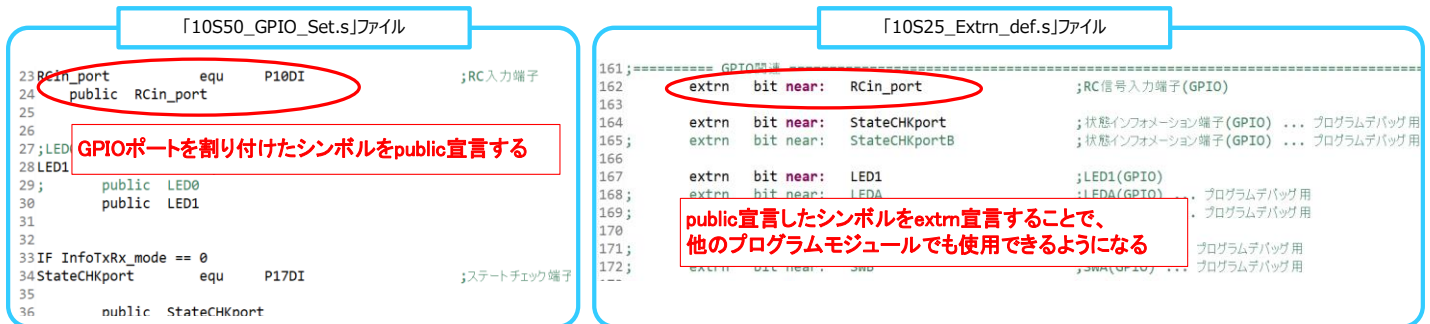 「10S50_GPIO_Set.s」ファイル
23 RCin_port equ P10DI ;RC入力端子
24 public RCin_port
25
26
GPIOポートを割り付けたシンボルをpublic宣言する
27 ;LED
28 LED1
29 ; public LED0
30 public LED1
31
32
33 IF InfoTxRx_mode == 0
34 StateCHKport equ P17DI ;ステートチェック端子
35
36 public StateCHKport
「10S25_Extrn_def.s」ファイル
161 ;========== GPIO関連 ==========
162 extrn bit near: RCin_port ;RC信号入力端子(GPIO)
163
164 extrn bit near: StateCHKport ;状態インフォメーション端子(GPIO) ... プログラムデバッグ用
165 ; extrn bit near: StateCHKportB ;状態インフォメーション端子(GPIO) ... プログラムデバッグ用
166
167 extrn bit near: LED1 ;LED1(GPIO)
168 ; extrn bit near: LEDA ;LEDA(GPIO) ... プログラムデバッグ用
169 ; プログラムデバッグ用
170
public宣言したシンボルをextrn宣言することで、
他のプログラムモジュールでも使用できるようになる
171 ; プログラムデバッグ用
172 ; extrn bit near: SWB ;SWA(GPIO) ... プログラムデバッグ用